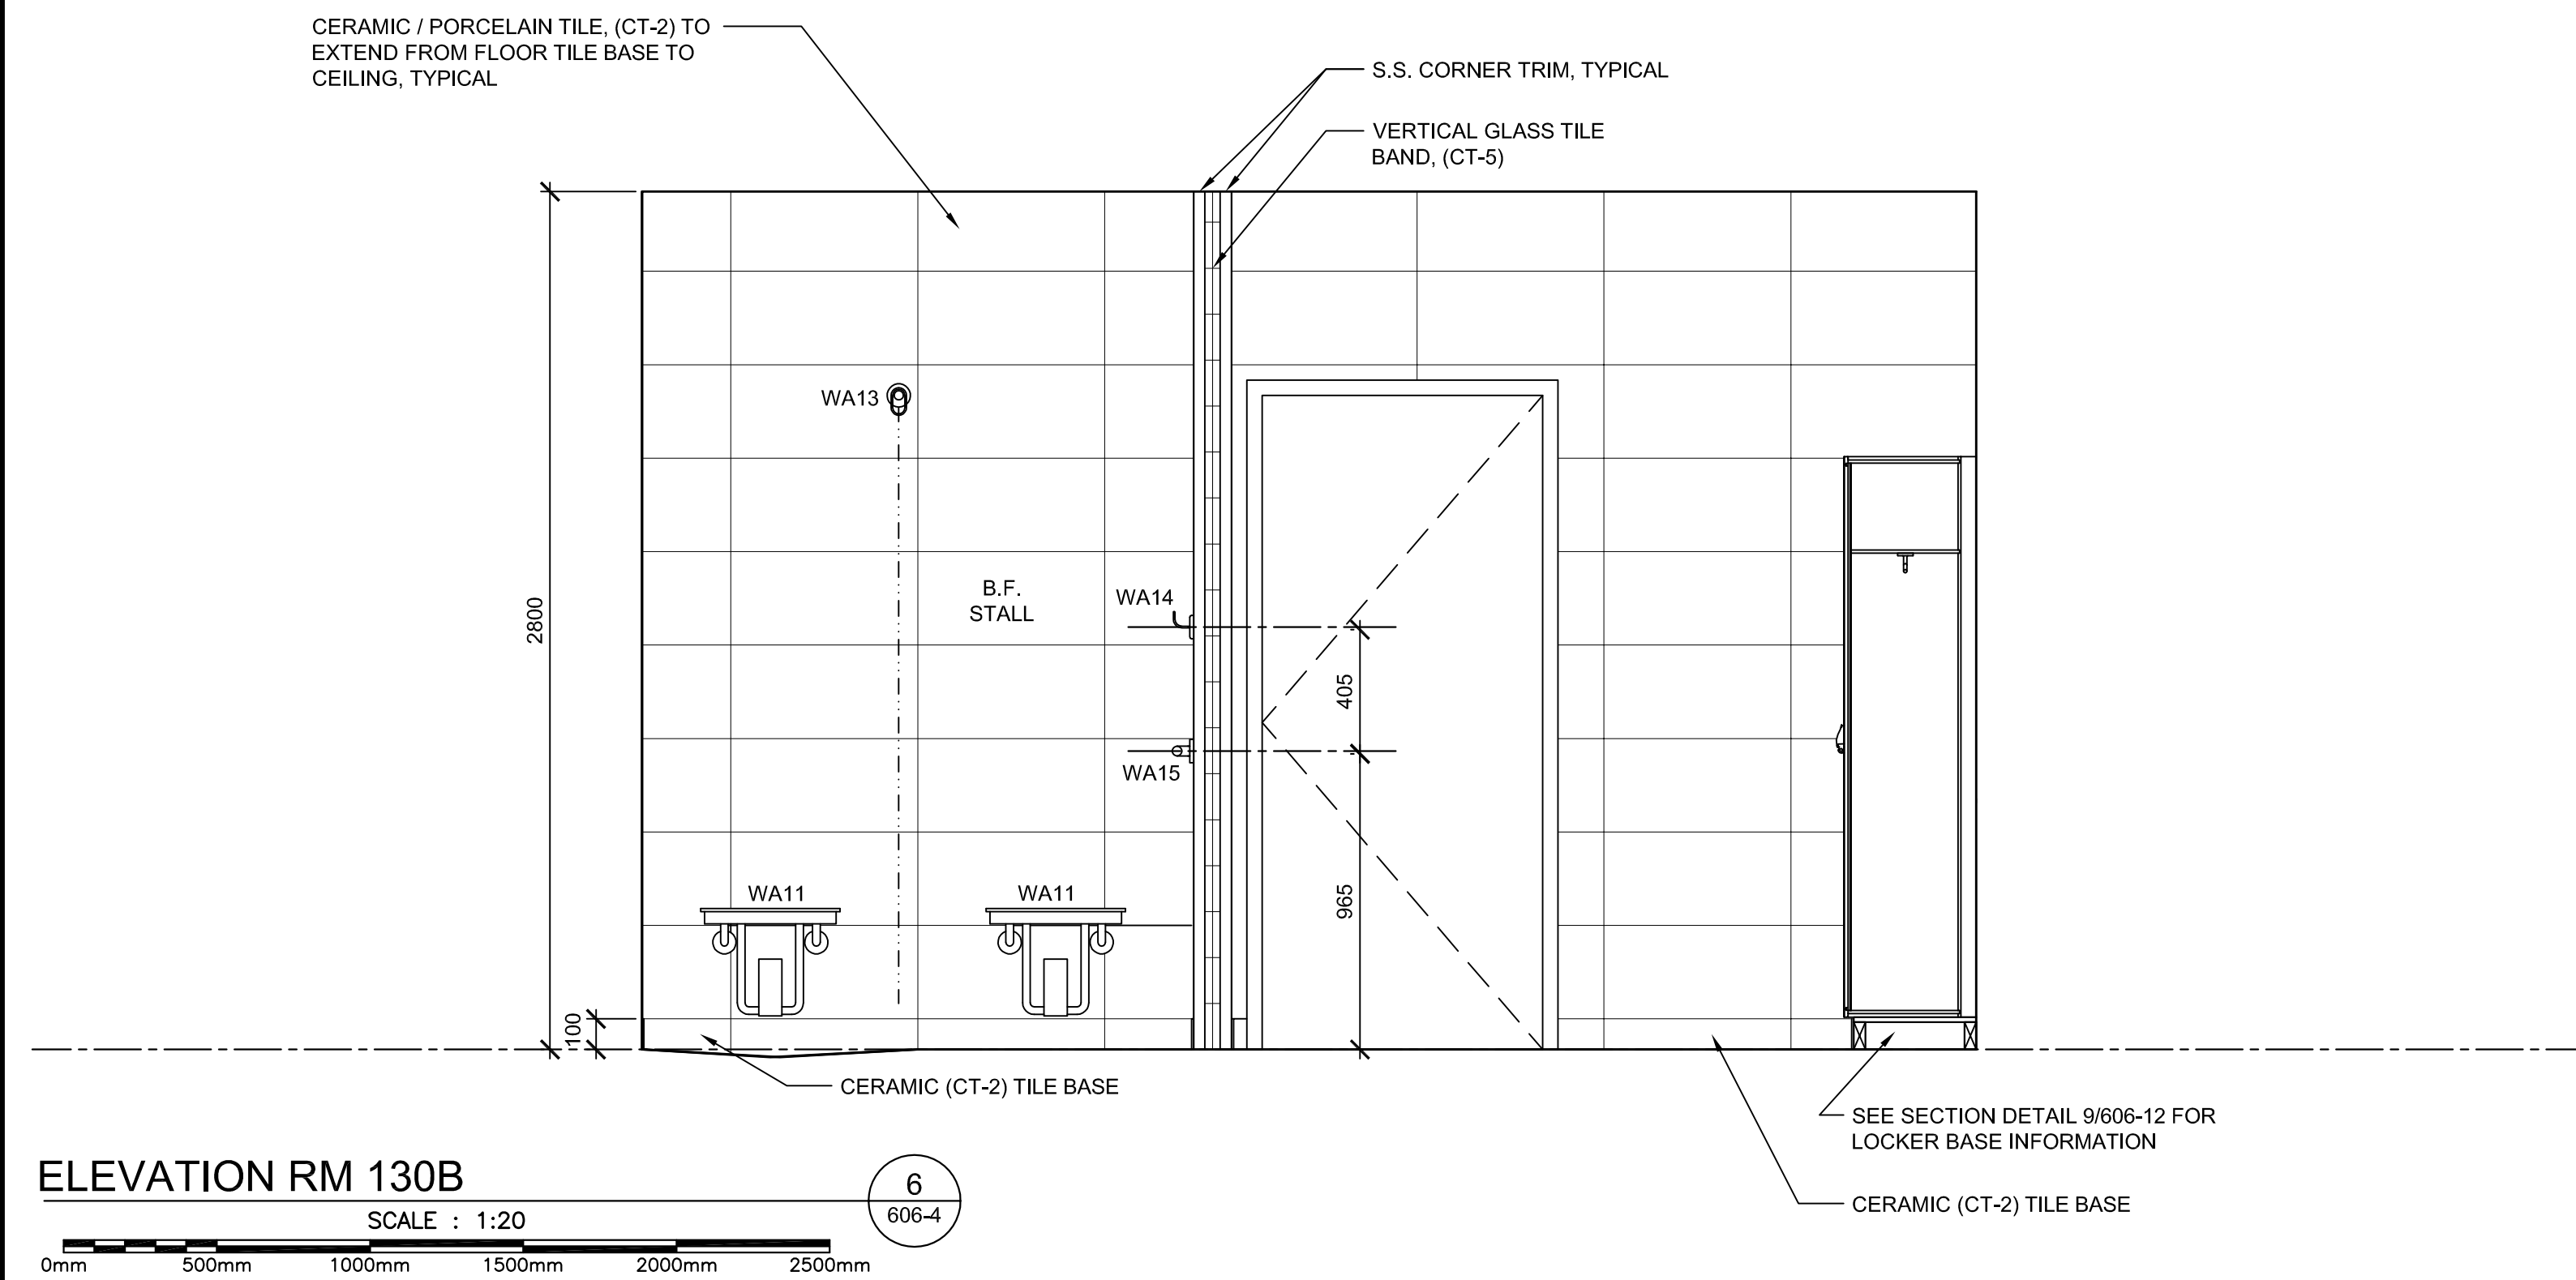 CERAMIC / PORCELAIN TILE, (CT-2) TO
EXTEND FROM FLOOR TILE BASE TO
CEILING, TYPICAL
S.S. CORNER TRIM, TYPICAL
VERTICAL GLASS TILE
BAND, (CT-5)
WA13
B.F.
STALL
WA14
2800
405
WA15
WA11
WA11
965
100
CERAMIC (CT-2) TILE BASE
SEE SECTION DETAIL 9/606-12 FOR
LOCKER BASE INFORMATION
CERAMIC (CT-2) TILE BASE
ELEVATION RM 130B
6
606-4
SCALE : 1:20
0mm 500mm 1000mm 1500mm 2000mm 2500mm